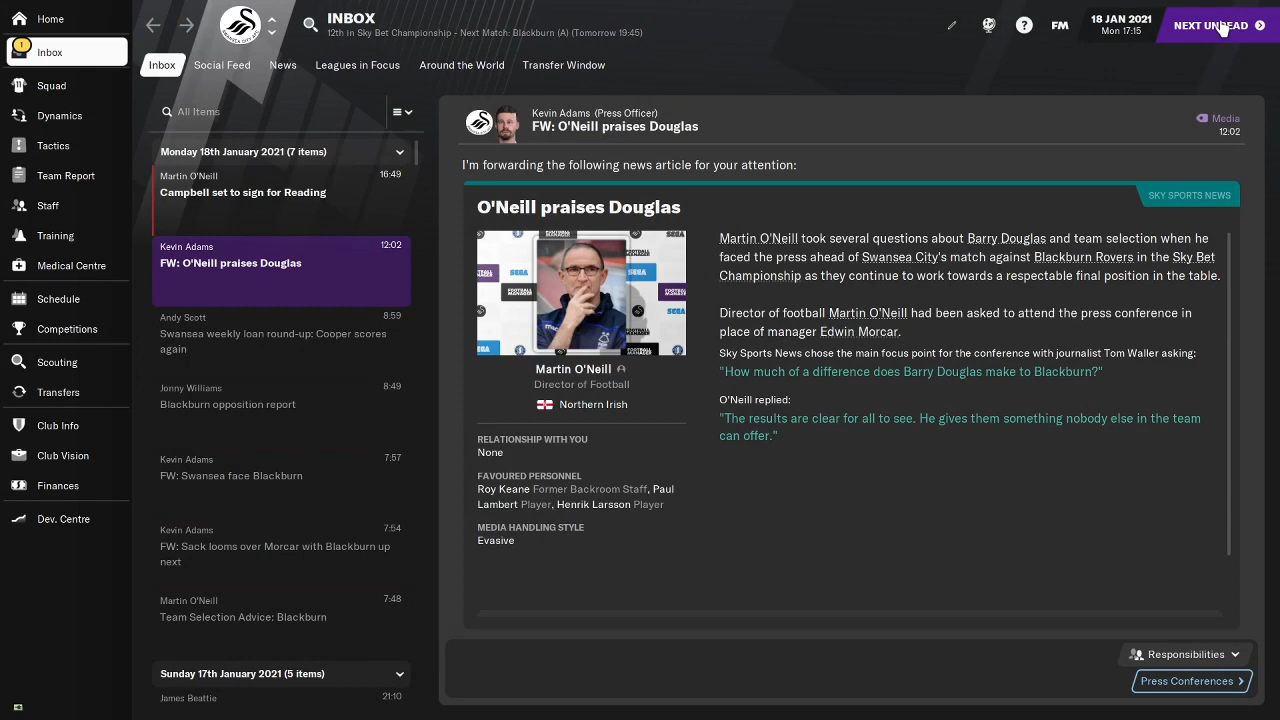 Home
Inbox
1
Squad
Dynamics
Tactics
Team Report
Staff
Training
Medical Centre
Schedule
Competitions
Scouting
Transfers
Club Info
Club Vision
Finances
Dev. Centre
INBOX
12th in Sky Bet Championship - Next Match: Blackburn (A) (Tomorrow 19:45)
FM
18 JAN 2021
Mon 17:15
NEXT UNREAD
Inbox Social Feed News Leagues in Focus Around the World Transfer Window
All Items
Monday 18th January 2021 (7 items)
Martin O'Neill 16:49
Campbell set to sign for Reading
Kevin Adams 12:02
FW: O'Neill praises Douglas
Andy Scott 8:59
Swansea weekly loan round-up: Cooper scores
again
Jonny Williams 8:49
Blackburn opposition report
Kevin Adams 7:57
FW: Swansea face Blackburn
Kevin Adams 7:54
FW: Sack looms over Morcar with Blackburn up
next
Martin O'Neill 7:48
Team Selection Advice: Blackburn
Sunday 17th January 2021 (5 items)
James Beattie 21:10
Kevin Adams (Press Officer)
FW: O'Neill praises Douglas
Media
12:02
I'm forwarding the following news article for your attention:
SKY SPORTS NEWS
O'Neill praises Douglas
SEGA
Martin O'Neill
Director of Football
Northern Irish
RELATIONSHIP WITH YOU
None
FAVOURED PERSONNEL
Roy Keane Former Backroom Staff, Paul
Lambert Player, Henrik Larsson Player
MEDIA HANDLING STYLE
Evasive
Martin O'Neill took several questions about Barry Douglas and team selection when he
faced the press ahead of Swansea City's match against Blackburn Rovers in the Sky Bet
Championship as they continue to work towards a respectable final position in the table.
Director of football Martin O'Neill had been asked to attend the press conference in
place of manager Edwin Morcar.
Sky Sports News chose the main focus point for the conference with journalist Tom Waller asking:
"How much of a difference does Barry Douglas make to Blackburn?"
O'Neill replied:
"The results are clear for all to see. He gives them something nobody else in the team
can offer."
Responsibilities
Press Conferences